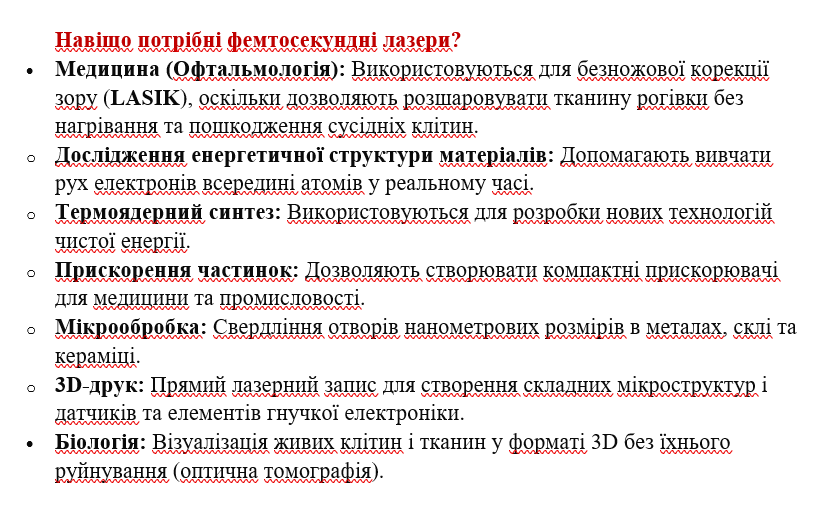 Навіщо потрібні фемтосекундні лазери?
• Медицина (Офтальмологія): Використовуються для безножової корекції
зору (LASIK), оскільки дозволяють розшаровувати тканину рогівки без
нагрівання та пошкодження сусідніх клітин.
o Дослідження енергетичної структури матеріалів: Допомагають вивчати
рух електронів всередині атомів у реальному часі.
o Термоядерний синтез: Використовуються для розробки нових технологій
чистої енергії.
o Прискорення частинок: Дозволяють створювати компактні прискорювачі
для медицини та промисловості.
o Мікрообробка: Свердління отворів нанометрових розмірів в металах, склі та
кераміці.
o 3D-друк: Прямий лазерний запис для створення складних мікроструктур і
датчиків та елементів гнучкої електроніки.
• Біологія: Візуалізація живих клітин і тканин у форматі 3D без їхнього
руйнування (оптична томографія).